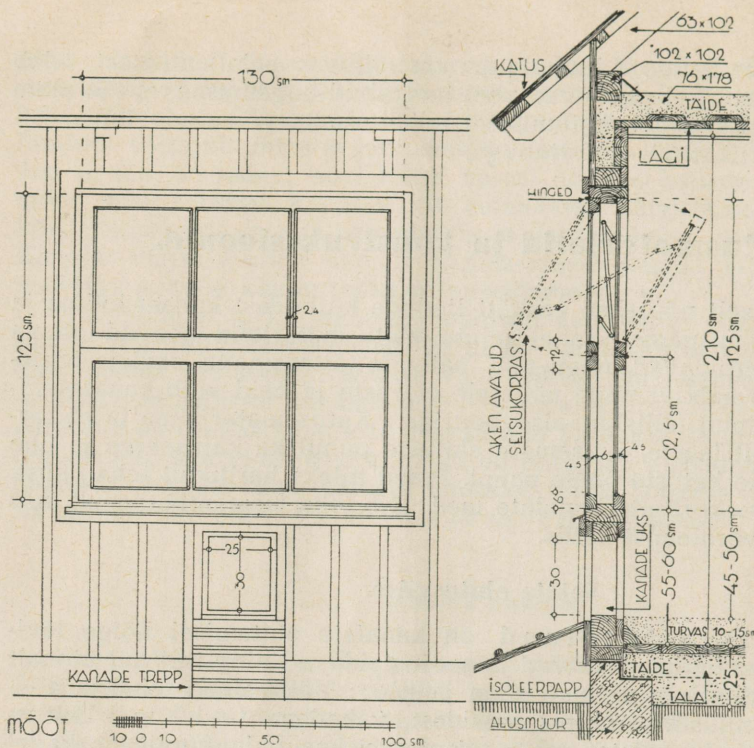 130 sm
125 sm.
2.4
25
30
KANADE TREPP
MÕÕT
10 0 10 50 100 sm
63×102
102×102
76×178
KATUS
TÄIDE
LAGI
HINGED
AKEN AVATUD
SEISUKORRAS
12
4.5 6 4.5
6
30
62,5 sm
210 sm
125 sm
KANADE UKS
55-60 sm
45-50 sm
TURVAS 10-15 sm
TÄIDE
ISOLEERPAPP
TALA
25
ALUSMÜÜR